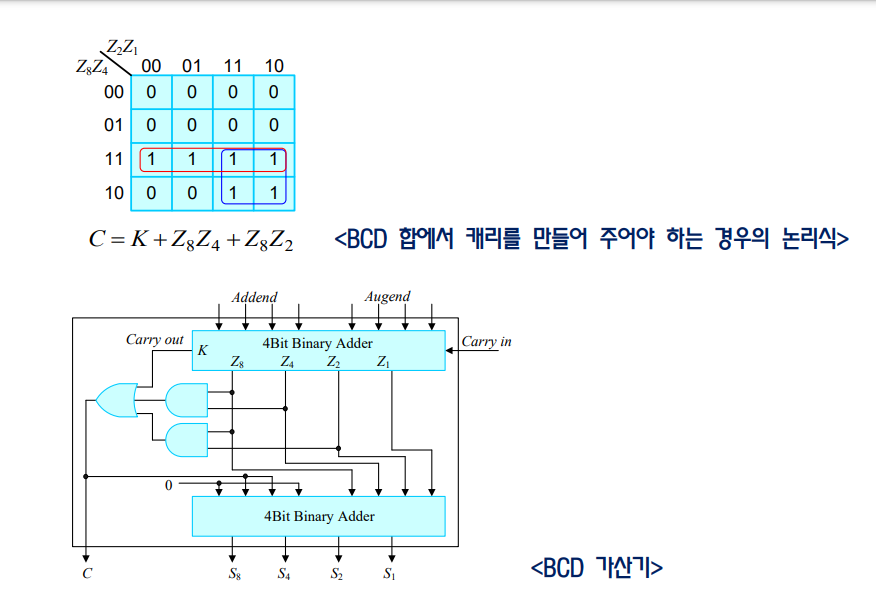 Z₂Z₁
Z₈Z₄ 00 01 11 10
00 0 0 0 0
01 0 0 0 0
11 1 1 1 1
10 0 0 1 1
C = K + Z₈Z₄ + Z₈Z₂ <BCD 합에서 캐리를 만들어 주어야 하는 경우의 논리식>
Addend Augend
Carry out K 4Bit Binary Adder Carry in
Z₈ Z₄ Z₂ Z₁
0
4Bit Binary Adder
C S₈ S₄ S₂ S₁ <BCD 가산기>